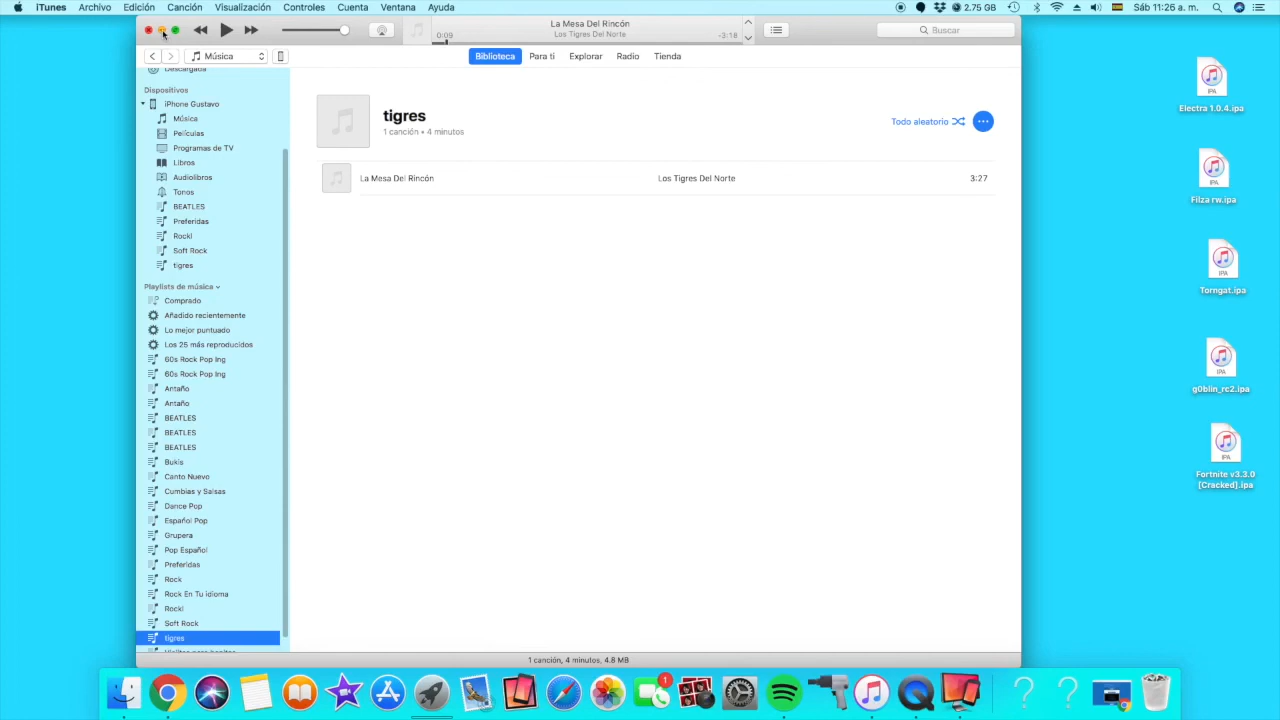 iTunes Archivo Edición Canción Visualización Controles Cuenta Ventana Ayuda 2.75 GB Sáb 11:26 a. m.
La Mesa Del Rincón
Los Tigres Del Norte
0:09 -3:18
Buscar
Música
Biblioteca Para ti Explorar Radio Tienda
Descargada
Dispositivos
iPhone Gustavo
Música
Películas
Programas de TV
Libros
Audiolibros
Tonos
BEATLES
Preferidas
Rockl
Soft Rock
tigres
Playlists de música
Comprado
Añadido recientemente
Lo mejor puntuado
Los 25 más reproducidos
60s Rock Pop Ing
60s Rock Pop Ing
Antaño
Antaño
BEATLES
BEATLES
BEATLES
Bukis
Canto Nuevo
Cumbias y Salsas
Dance Pop
Español Pop
Grupera
Pop Español
Preferidas
Rock
Rock En Tu idioma
Rockl
Soft Rock
tigres
tigres
1 canción • 4 minutos
Todo aleatorio
La Mesa Del Rincón Los Tigres Del Norte 3:27
1 canción, 4 minutos, 4.8 MB
IPA
Electra 1.0.4.ipa
IPA
Filza rw.ipa
IPA
Torngat.ipa
IPA
g0blin_rc2.ipa
IPA
Fortnite v3.3.0
[Cracked].ipa
1